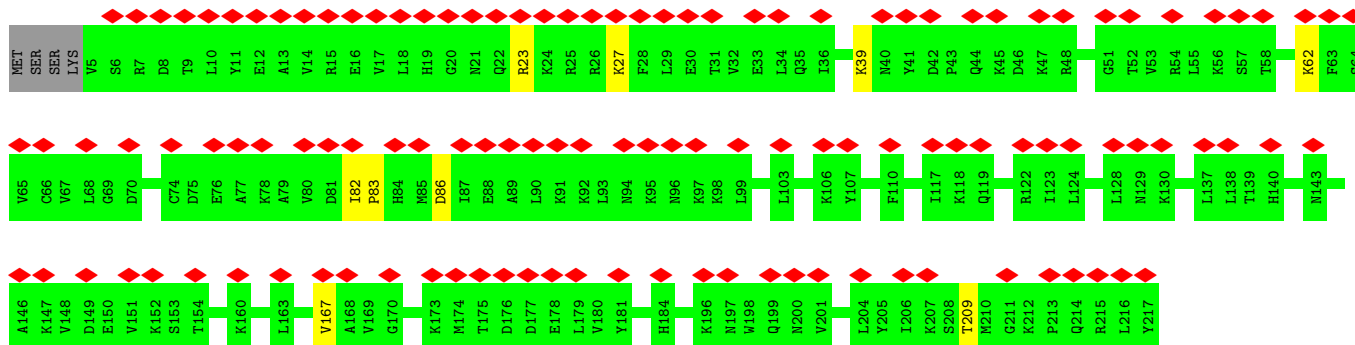 MET SER SER LYS V5 S6 R7 D8 T9 L10 Y11 E12 A13 V14 R15 E16 V17 L18 H19 G20 N21 Q22 R23 K24 R25 R26 K27 F28 L29 E30 T31 V32 E33 L34 Q35 I36 K39 N40 Y41 D42 P43 Q44 K45 D46 K47 R48 G51 T52 V53 R54 L55 K56 S57 T58 K62 F63 S64
V65 C66 V67 L68 G69 D70 C74 D75 E76 A77 K78 A79 V80 D81 I82 P83 H84 M85 D86 I87 E88 A89 L90 K91 K92 L93 N94 K95 N96 K97 K98 L99 L103 K106 Y107 F110 I117 K118 Q119 R122 I123 L124 L128 N129 K130 L137 L138 T139 H140 N143
A146 K147 V148 D149 E150 V151 K152 S153 T154 K160 L163 V167 A168 V169 G170 K173 M174 T175 D176 D177 E178 L179 V180 Y181 H184 K196 N197 W198 Q199 N200 V201 L204 Y205 I206 K207 S208 T209 M210 G211 K212 P213 Q214 R215 L216 Y217